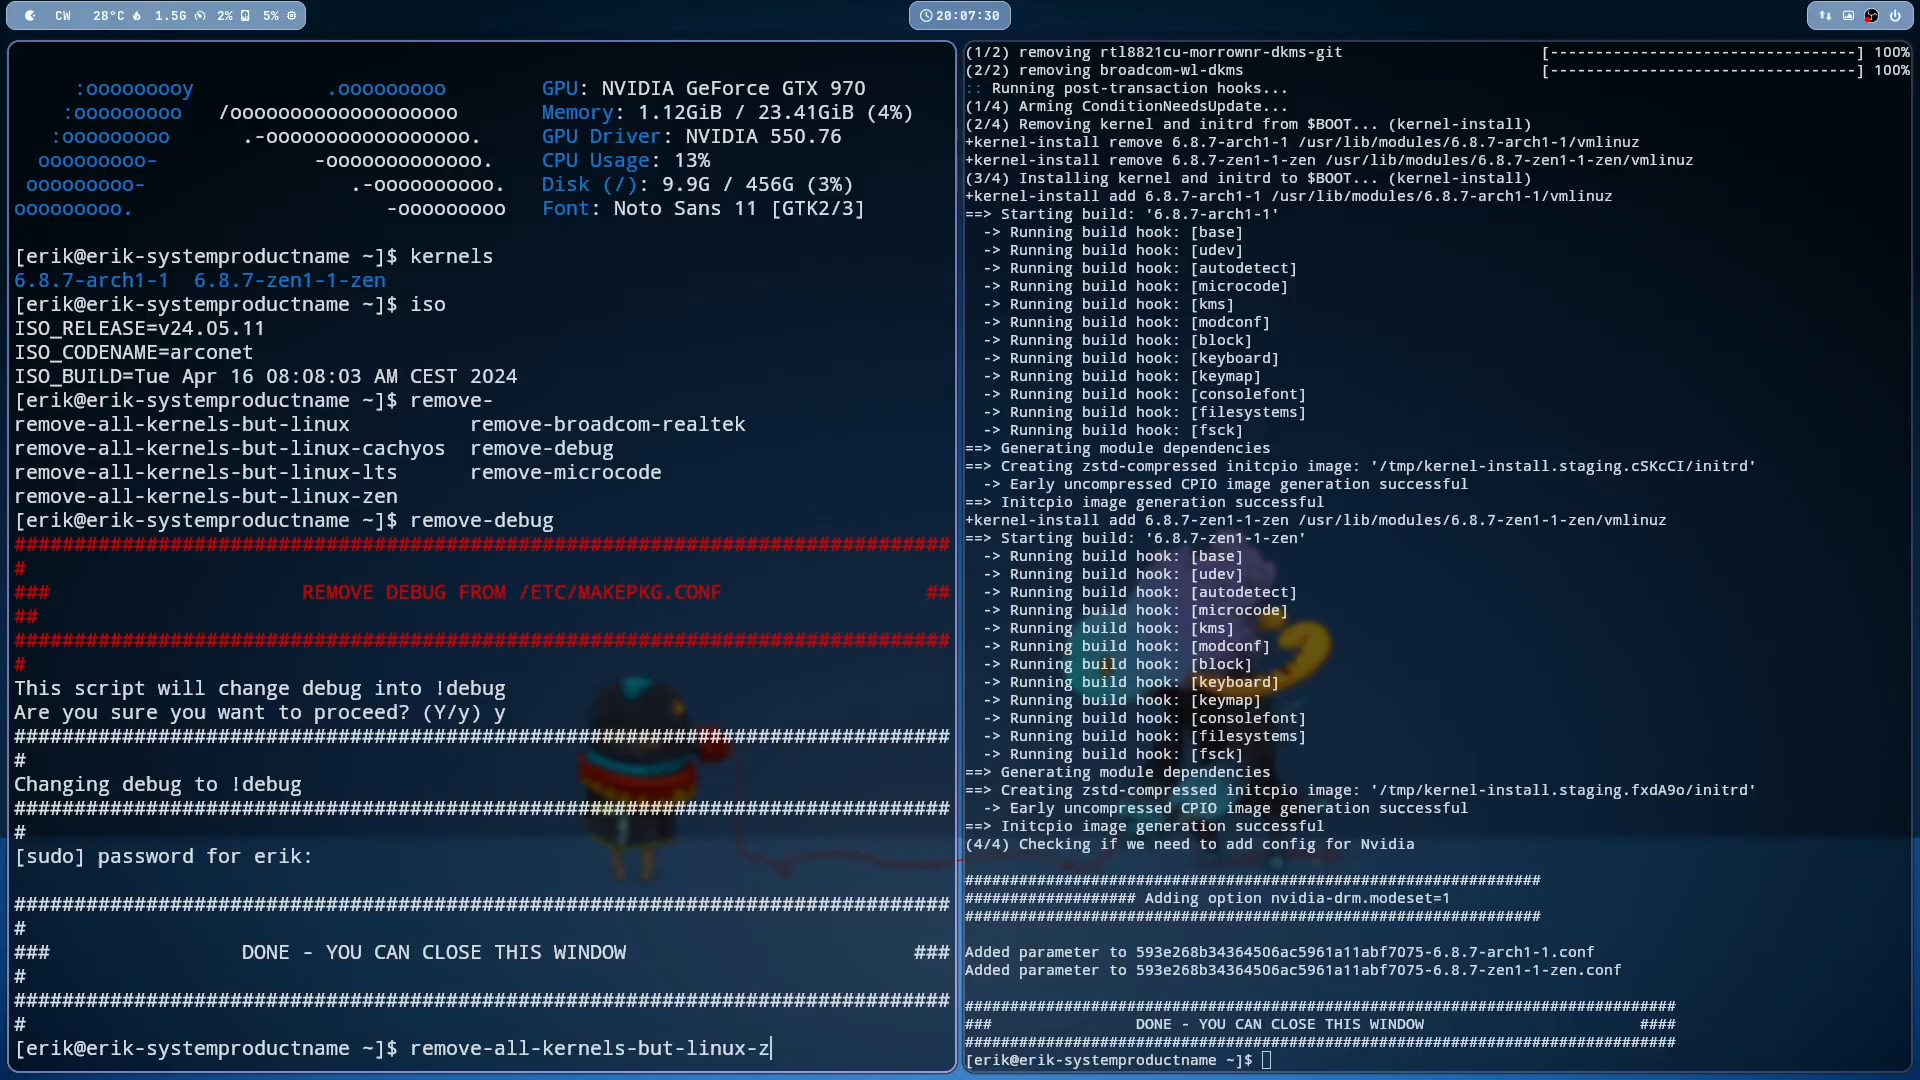 CW 28°C 1.5G 2% 5%
20:07:30
:ooooooooy .ooooooooo GPU: NVIDIA GeForce GTX 970
:ooooooooo /oooooooooooooooooo Memory: 1.12GiB / 23.41GiB (4%)
:ooooooooo .-ooooooooooooooooo. GPU Driver: NVIDIA 550.76
ooooooooo- -ooooooooooooo. CPU Usage: 13%
ooooooooo- .-oooooooooo. Disk (/): 9.9G / 456G (3%)
ooooooooo. -ooooooooo Font: Noto Sans 11 [GTK2/3]
[erik@erik-systemproductname ~]$ kernels
6.8.7-arch1-1 6.8.7-zen1-1-zen
[erik@erik-systemproductname ~]$ iso
ISO_RELEASE=v24.05.11
ISO_CODENAME=arconet
ISO_BUILD=Tue Apr 16 08:08:03 AM CEST 2024
[erik@erik-systemproductname ~]$ remove-
remove-all-kernels-but-linux remove-broadcom-realtek
remove-all-kernels-but-linux-cachyos remove-debug
remove-all-kernels-but-linux-lts remove-microcode
remove-all-kernels-but-linux-zen
[erik@erik-systemproductname ~]$ remove-debug
##############################################################################
#
### REMOVE DEBUG FROM /ETC/MAKEPKG.CONF ##
##
##############################################################################
#
This script will change debug into !debug
Are you sure you want to proceed? (Y/y) y
##############################################################################
#
Changing debug to !debug
##############################################################################
#
[sudo] password for erik:
##############################################################################
#
### DONE - YOU CAN CLOSE THIS WINDOW ###
#
##############################################################################
#
[erik@erik-systemproductname ~]$ remove-all-kernels-but-linux-z
(1/2) removing rtl8821cu-morrownr-dkms-git [----------------------------------] 100%
(2/2) removing broadcom-wl-dkms [----------------------------------] 100%
:: Running post-transaction hooks...
(1/4) Arming ConditionNeedsUpdate...
(2/4) Removing kernel and initrd from $BOOT... (kernel-install)
+kernel-install remove 6.8.7-arch1-1 /usr/lib/modules/6.8.7-arch1-1/vmlinuz
+kernel-install remove 6.8.7-zen1-1-zen /usr/lib/modules/6.8.7-zen1-1-zen/vmlinuz
(3/4) Installing kernel and initrd to $BOOT... (kernel-install)
+kernel-install add 6.8.7-arch1-1 /usr/lib/modules/6.8.7-arch1-1/vmlinuz
==> Starting build: '6.8.7-arch1-1'
-> Running build hook: [base]
-> Running build hook: [udev]
-> Running build hook: [autodetect]
-> Running build hook: [microcode]
-> Running build hook: [kms]
-> Running build hook: [modconf]
-> Running build hook: [block]
-> Running build hook: [keyboard]
-> Running build hook: [keymap]
-> Running build hook: [consolefont]
-> Running build hook: [filesystems]
-> Running build hook: [fsck]
==> Generating module dependencies
==> Creating zstd-compressed initcpio image: '/tmp/kernel-install.staging.cSKcCI/initrd'
-> Early uncompressed CPIO image generation successful
==> Initcpio image generation successful
+kernel-install add 6.8.7-zen1-1-zen /usr/lib/modules/6.8.7-zen1-1-zen/vmlinuz
==> Starting build: '6.8.7-zen1-1-zen'
-> Running build hook: [base]
-> Running build hook: [udev]
-> Running build hook: [autodetect]
-> Running build hook: [microcode]
-> Running build hook: [kms]
-> Running build hook: [modconf]
-> Running build hook: [block]
-> Running build hook: [keyboard]
-> Running build hook: [keymap]
-> Running build hook: [consolefont]
-> Running build hook: [filesystems]
-> Running build hook: [fsck]
==> Generating module dependencies
==> Creating zstd-compressed initcpio image: '/tmp/kernel-install.staging.fxdA9o/initrd'
-> Early uncompressed CPIO image generation successful
==> Initcpio image generation successful
(4/4) Checking if we need to add config for Nvidia
################################################################
################### Adding option nvidia-drm.modeset=1
################################################################
Added parameter to 593e268b34364506ac5961a11abf7075-6.8.7-arch1-1.conf
Added parameter to 593e268b34364506ac5961a11abf7075-6.8.7-zen1-1-zen.conf
###############################################################################
### DONE - YOU CAN CLOSE THIS WINDOW ####
###############################################################################
[erik@erik-systemproductname ~]$